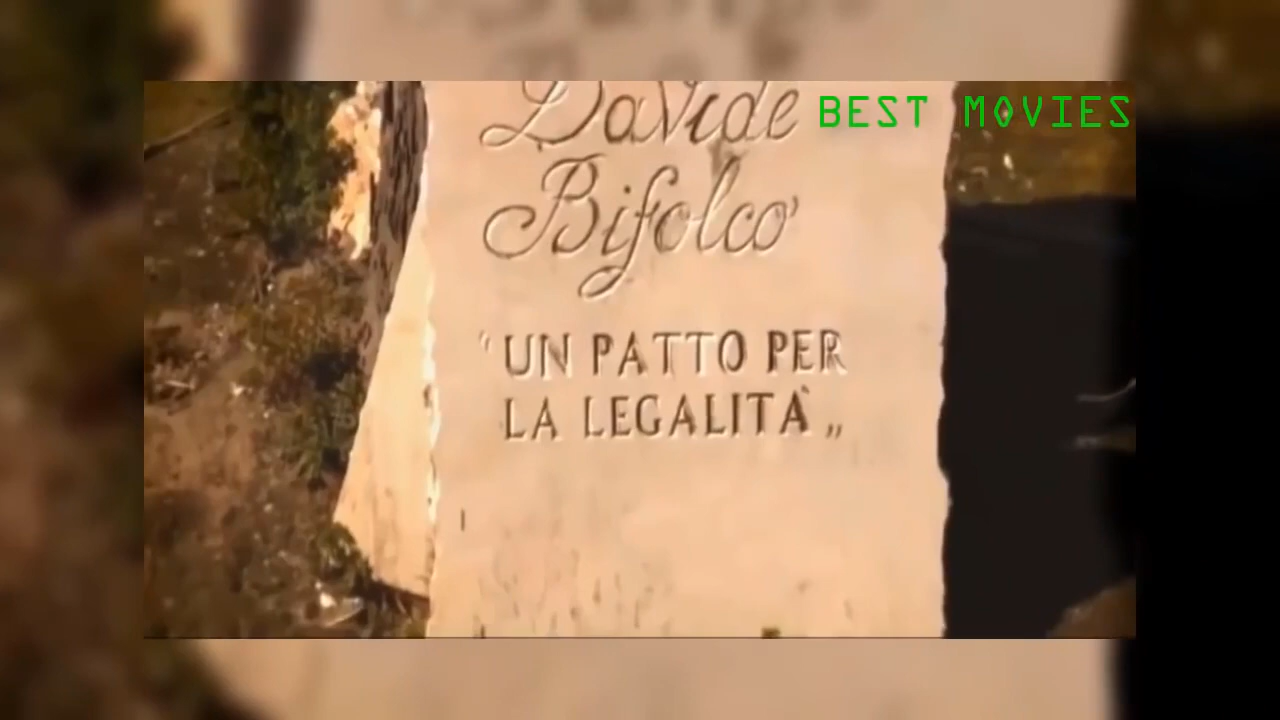 BEST MOVIES
Davide
Bifolco
“UN PATTO PER
LA LEGALITÀ„